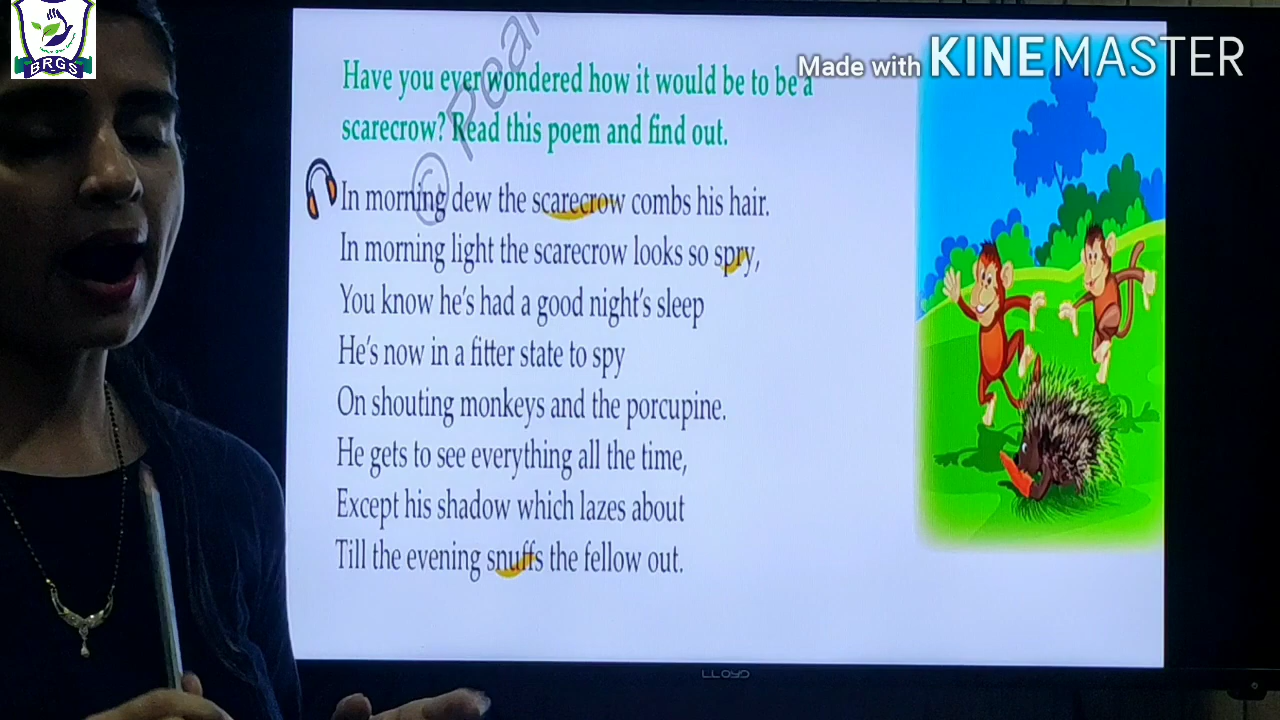 BRGS
Made with KINEMASTER
Have you ever wondered how it would be to be a
scarecrow? Read this poem and find out.
In morning dew the scarecrow combs his hair.
In morning light the scarecrow looks so spry,
You know he's had a good night's sleep
He's now in a fitter state to spy
On shouting monkeys and the porcupine.
He gets to see everything all the time,
Except his shadow which lazes about
Till the evening snuffs the fellow out.
LLOYD